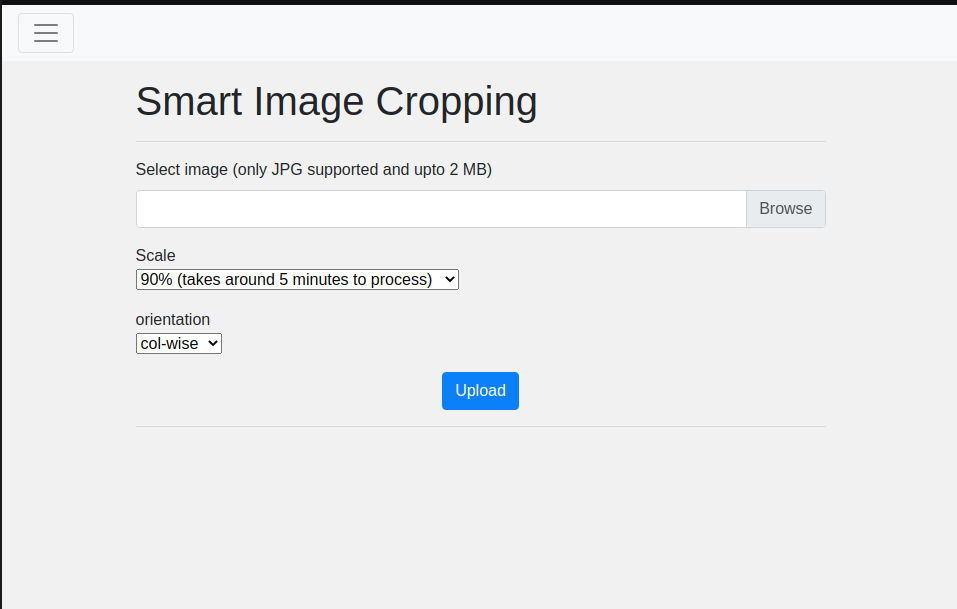 Smart Image Cropping
Select image (only JPG supported and upto 2 MB)
Browse
Scale
90% (takes around 5 minutes to process)
orientation
col-wise
Upload